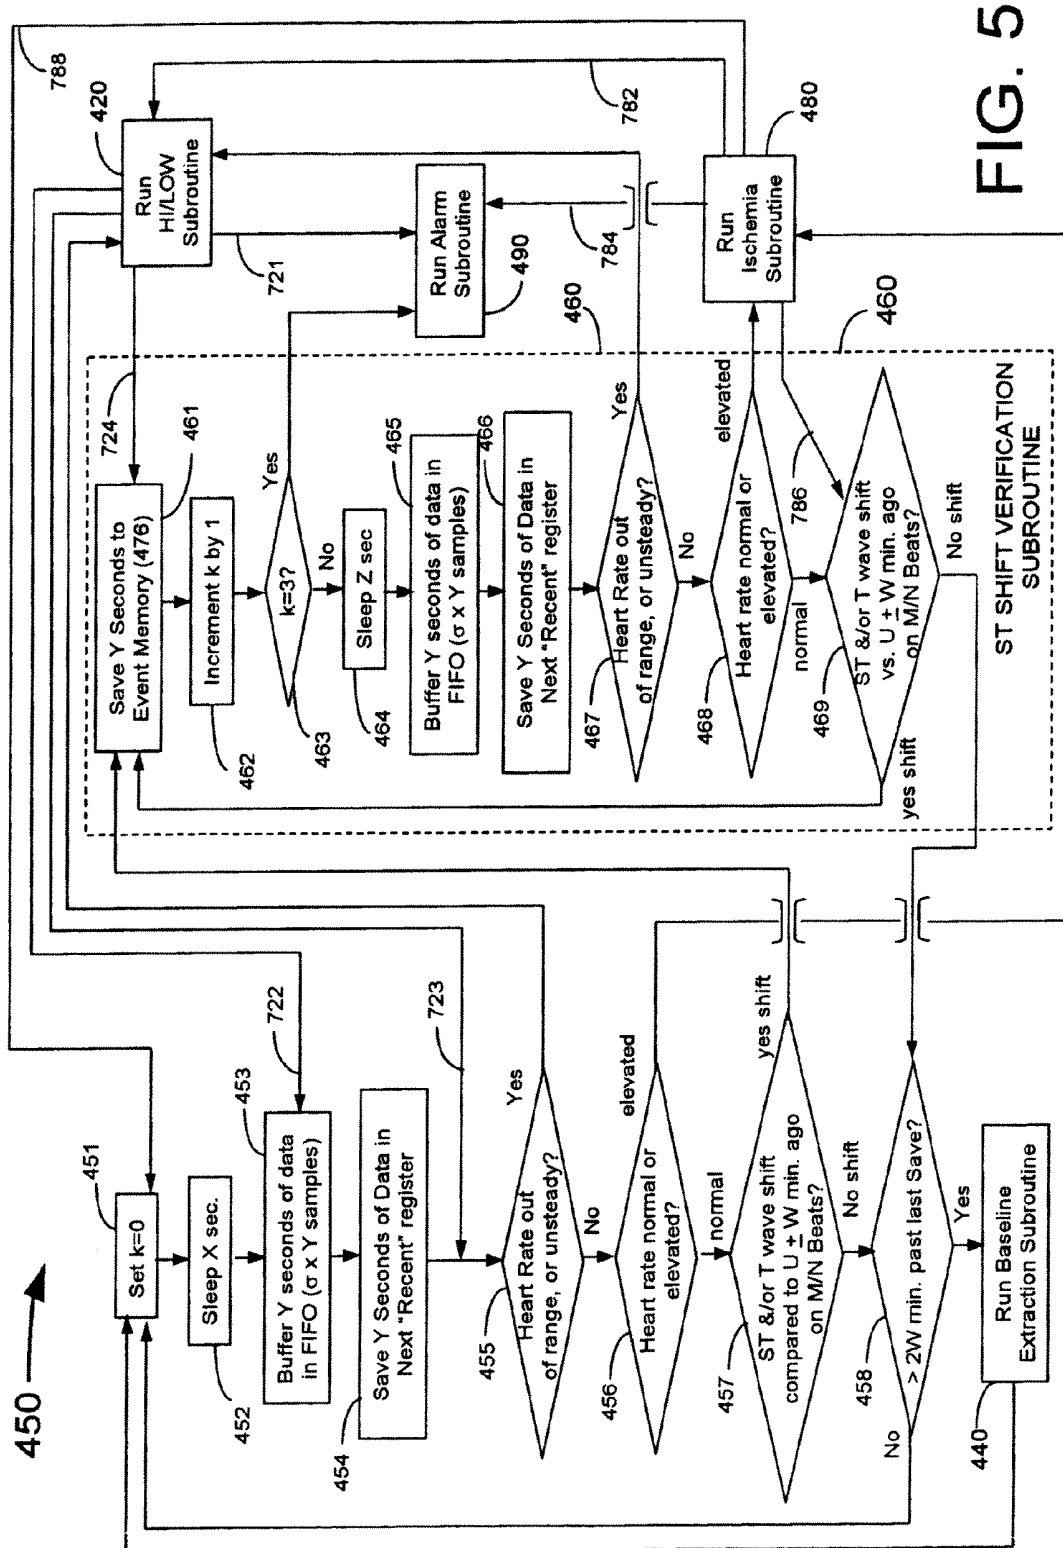 450
451
Set k=0
Sleep X sec.
452
453
Buffer Y seconds of data
in FIFO (σ x Y samples)
722
Save Y Seconds of Data in
Next "Recent" register
454
723
Heart Rate out
of range, or unsteady?
455
Yes
No
Heart rate normal or
elevated?
456
elevated
normal
ST &/or T wave shift
compared to U ± W min. ago
on M/N Beats?
457
yes shift
No shift
> 2W min. past last Save?
458
No
Yes
Run Baseline
Extraction Subroutine
440
724
Save Y Seconds to
Event Memory (476)
461
Increment k by 1
462
k=3?
463
Yes
No
Sleep Z sec
464
Buffer Y seconds of data in
FIFO (σ x Y samples)
465
Save Y Seconds of Data in
Next "Recent" register
466
Heart Rate out
of range, or unsteady?
467
Yes
No
Heart rate normal or
elevated?
468
elevated
normal
786
ST &/or T wave shift
vs. U ± W min. ago
on M/N Beats?
469
yes shift
No shift
ST SHIFT VERIFICATION
SUBROUTINE
460
460
788
420
Run
HI/LOW
Subroutine
721
782
Run Alarm
Subroutine
490
784
Run
Ischemia
Subroutine
480
FIG. 5